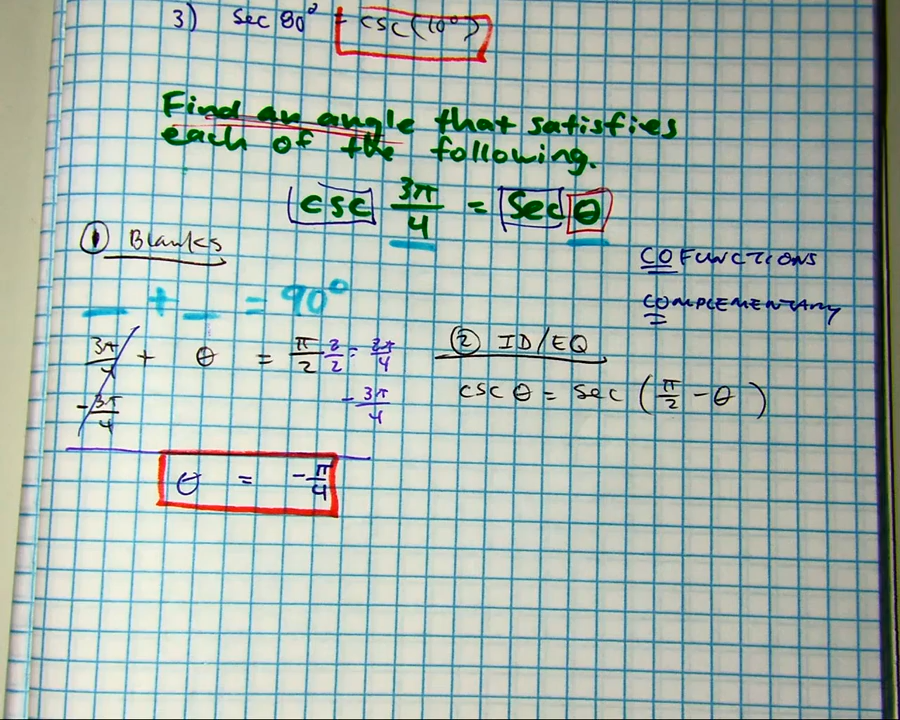 3) sec 80° = csc(10°)
Find an angle that satisfies
each of the following.
csc 3π/4 = sec θ
① Blanks
COFUNCTIONS
COMPLEMENTARY
__ + __ = 90°
3π/4 + θ = π/2 2/2 = 2π/4
- 3π/4 - 3π/4
θ = -π/4
② ID/EQ
csc θ = sec (π/2 - θ)